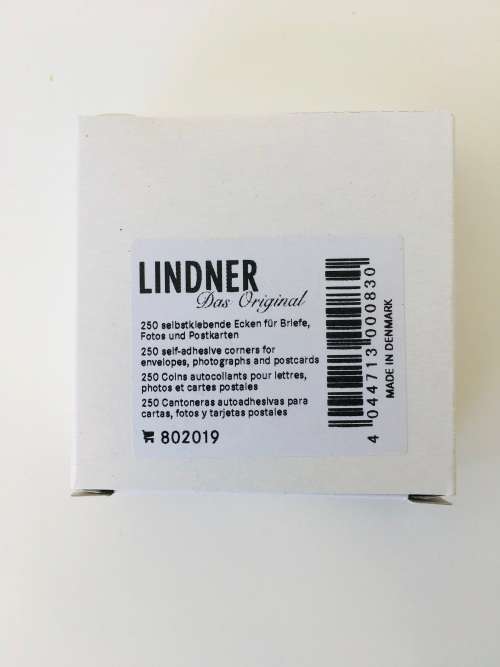 LINDNER
Das Original
250 selbstklebende Ecken für Briefe,
Fotos und Postkarten
250 self-adhesive corners for
envelopes, photographs and postcards
250 Coins autocollants pour lettres,
photos et cartes postales
250 Cantoneras autoadhesivas para
cartas, fotos y tarjetas postales
802019
4 044713 000830
MADE IN DENMARK